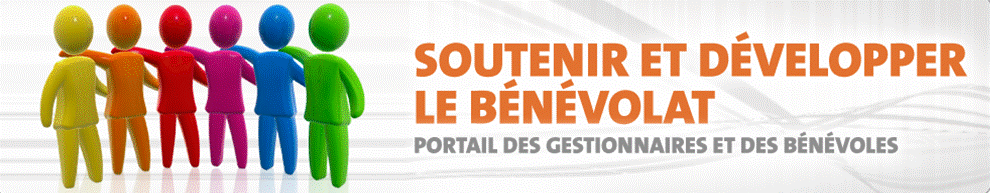 SOUTENIR ET DÉVELOPPER
LE BÉNÉVOLAT
PORTAIL DES GESTIONNAIRES ET DES BÉNÉVOLES